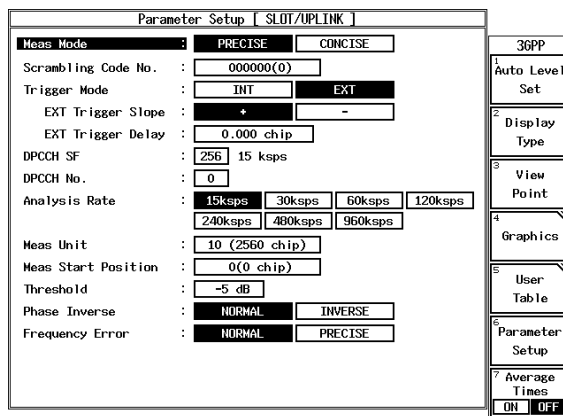 Parameter Setup [ SLOT/UPLINK ]
Meas Mode : PRECISE CONCISE
Scrambling Code No. : 000000(0)
Trigger Mode : INT EXT
EXT Trigger Slope : + -
EXT Trigger Delay : 0.000 chip
DPCCH SF : 256 15 ksps
DPCCH No. : 0
Analysis Rate : 15ksps 30ksps 60ksps 120ksps
240ksps 480ksps 960ksps
Meas Unit : 10 (2560 chip)
Meas Start Position : 0(0 chip)
Threshold : -5 dB
Phase Inverse : NORMAL INVERSE
Frequency Error : NORMAL PRECISE
3GPP
1 Auto Level
Set
2 Display
Type
3 View
Point
4 Graphics
5 User
Table
6 Parameter
Setup
7 Average
Times
ON OFF